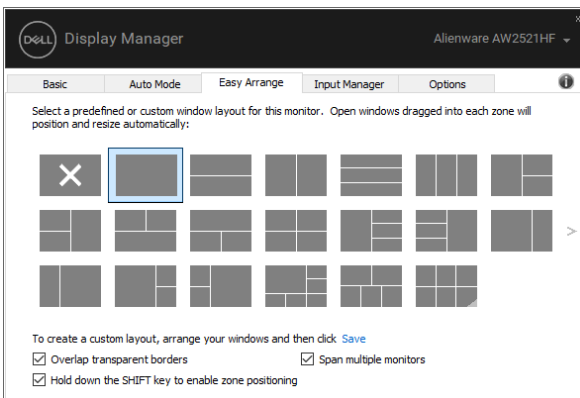 DELL Display Manager
Alienware AW2521HF
Basic Auto Mode Easy Arrange Input Manager Options
Select a predefined or custom window layout for this monitor. Open windows dragged into each zone will
position and resize automatically:
To create a custom layout, arrange your windows and then click Save
Overlap transparent borders Span multiple monitors
Hold down the SHIFT key to enable zone positioning